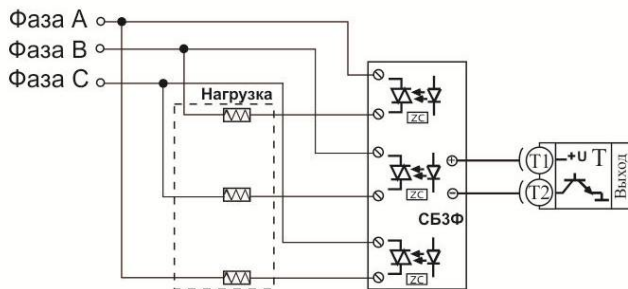 Фаза A
Фаза B
Фаза C
Нагрузка
ZC
ZC
ZC
СБ3Ф
+
−
T1
T2
+U T
Выход